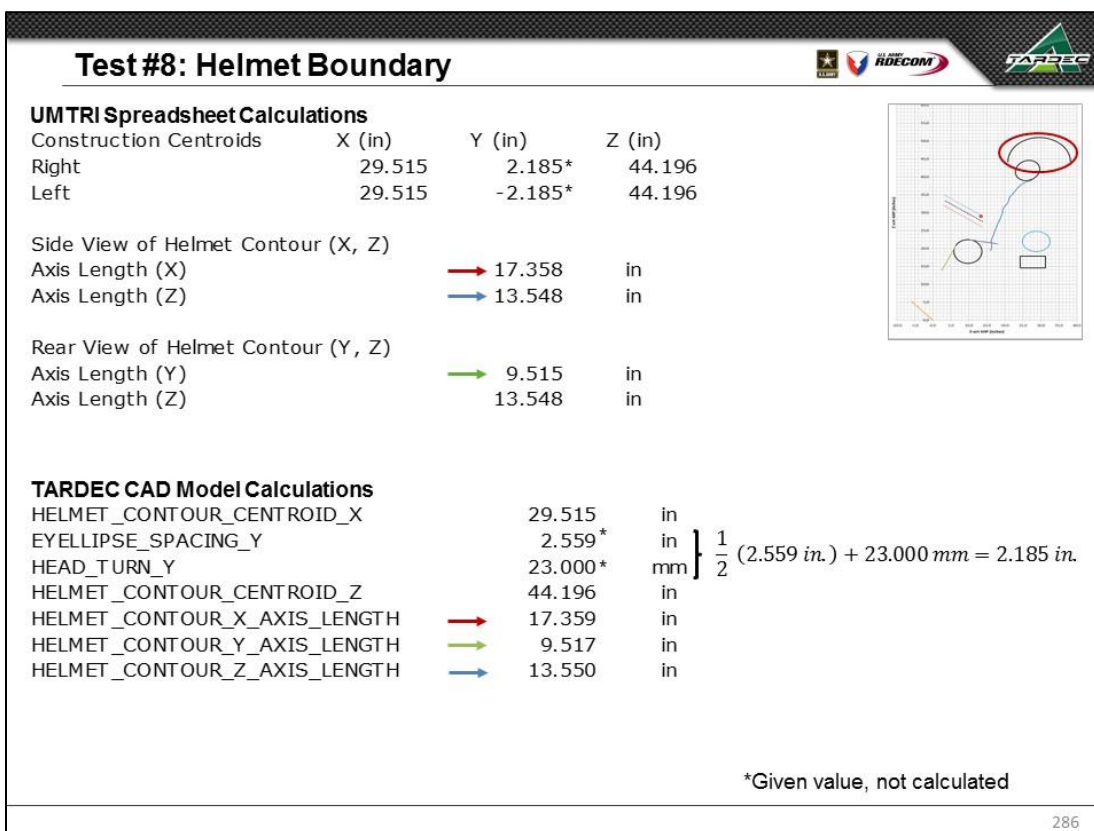 Test #8: Helmet Boundary
U.S. ARMY
RDECOM
TARDEC
UMTRI Spreadsheet Calculations
Construction Centroids X (in) Y (in) Z (in)
Right 29.515 2.185* 44.196
Left 29.515 -2.185* 44.196
Side View of Helmet Contour (X, Z)
Axis Length (X) 17.358 in
Axis Length (Z) 13.548 in
Rear View of Helmet Contour (Y, Z)
Axis Length (Y) 9.515 in
Axis Length (Z) 13.548 in
TARDEC CAD Model Calculations
HELMET_CONTOUR_CENTROID_X 29.515 in
EYELLIPSE_SPACING_Y 2.559* in
HEAD_TURN_Y 23.000* mm
1/2 (2.559 in.) + 23.000 mm = 2.185 in.
HELMET_CONTOUR_CENTROID_Z 44.196 in
HELMET_CONTOUR_X_AXIS_LENGTH 17.359 in
HELMET_CONTOUR_Y_AXIS_LENGTH 9.517 in
HELMET_CONTOUR_Z_AXIS_LENGTH 13.550 in
*Given value, not calculated
286